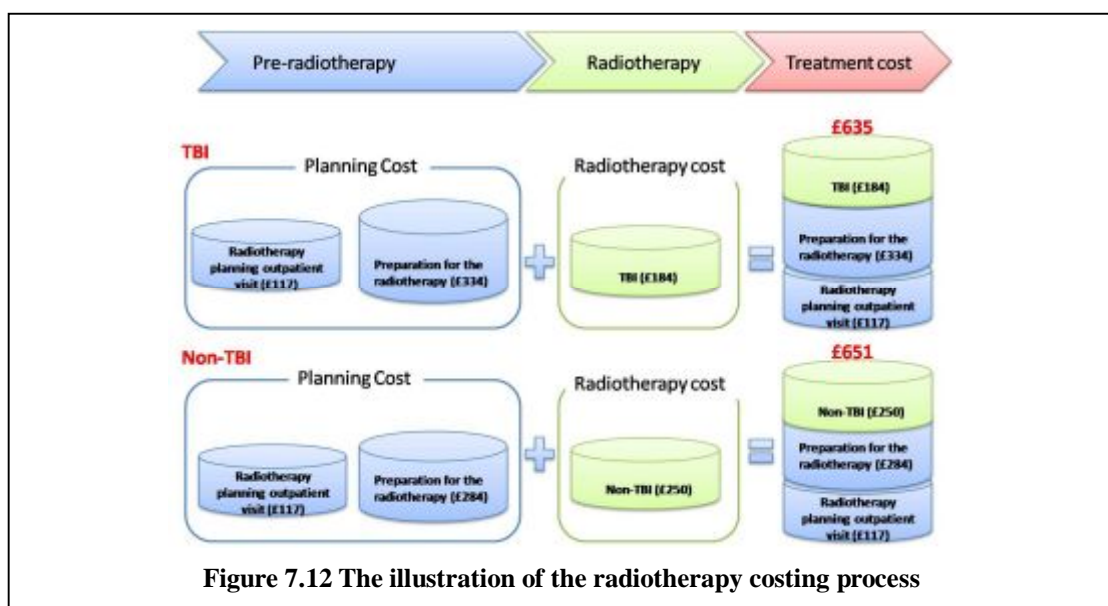 Pre-radiotherapy
Radiotherapy
Treatment cost
TBI
Planning Cost
Radiotherapy
planning outpatient
visit (£117)
Preparation for the
radiotherapy (£334)
Radiotherapy cost
TBI (£184)
£635
TBI (£184)
Preparation for the
radiotherapy (£334)
Radiotherapy
planning outpatient
visit (£117)
Non-TBI
Planning Cost
Radiotherapy
planning outpatient
visit (£117)
Preparation for the
radiotherapy (£284)
Radiotherapy cost
Non-TBI (£250)
£651
Non-TBI (£250)
Preparation for the
radiotherapy (£284)
Radiotherapy
planning outpatient
visit (£117)
Figure 7.12 The illustration of the radiotherapy costing process